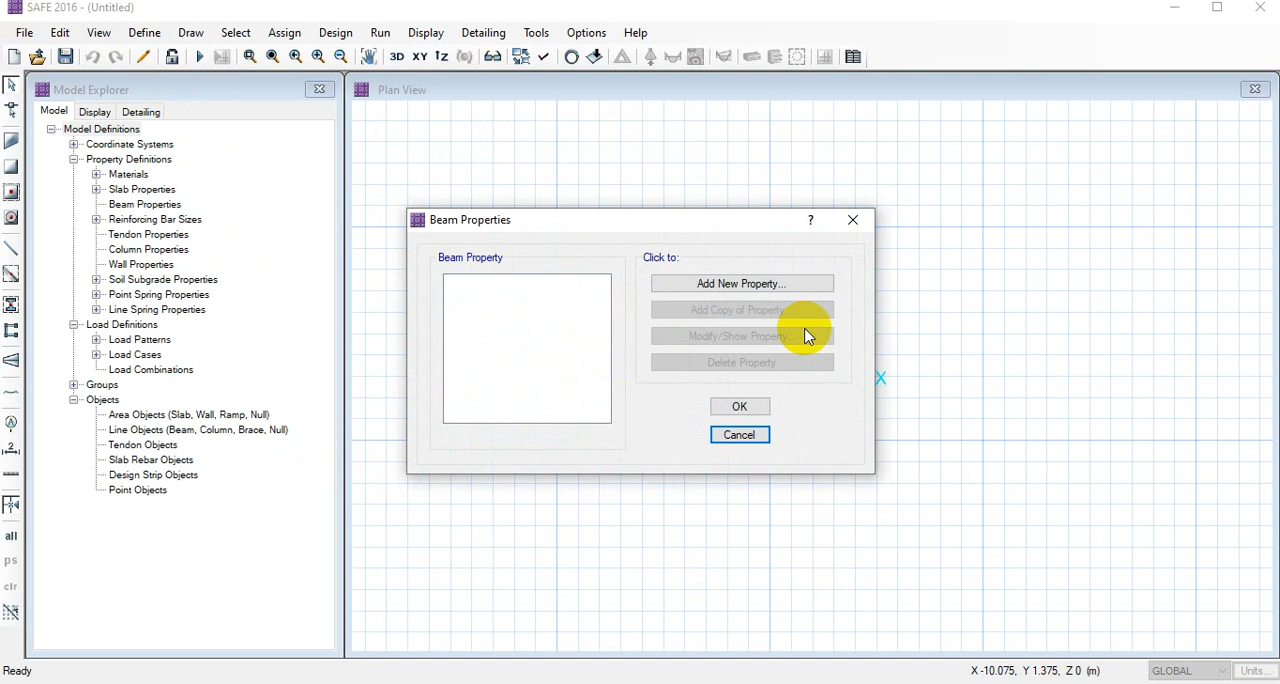 SAFE 2016 - (Untitled)
File Edit View Define Draw Select Assign Design Run Display Detailing Tools Options Help
3D XY
Model Explorer
Plan View
Model Display Detailing
Model Definitions
Coordinate Systems
Property Definitions
Materials
Slab Properties
Beam Properties
Reinforcing Bar Sizes
Tendon Properties
Column Properties
Wall Properties
Soil Subgrade Properties
Point Spring Properties
Line Spring Properties
Load Definitions
Load Patterns
Load Cases
Load Combinations
Groups
Objects
Area Objects (Slab, Wall, Ramp, Null)
Line Objects (Beam, Column, Brace, Null)
Tendon Objects
Slab Rebar Objects
Design Strip Objects
Point Objects
Beam Properties ?
Beam Property
Click to:
Add New Property...
Add Copy of Property...
Modify/Show Property...
Delete Property
OK
Cancel
X
all
ps
clr
Ready
X -10.075, Y 1.375, Z 0 (m)
GLOBAL
Units...